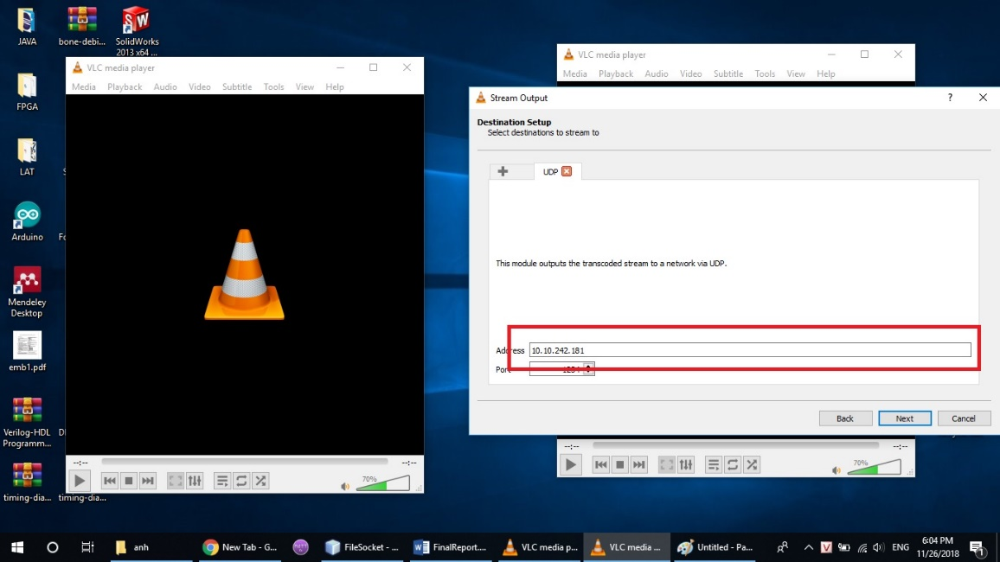 JAVA
bone-debi...
SolidWorks
2013 x64 ...
FPGA
LAT
Arduino
Mendeley
Desktop
emb1.pdf
Verilog-HDL
Programm...
timing-dia...
timing-dia...
VLC media player
Media Playback Audio Video Subtitle Tools View Help
--:--
--:--
70%
VLC media player
Media Playback Audio Video Subtitle Tools View Help
Stream Output
?
Destination Setup
Select destinations to stream to
UDP
This module outputs the transcoded stream to a network via UDP.
Address 10.10.242.181
Port 1234
Back Next Cancel
--:--
--:--
70%
anh
New Tab - G...
FileSocket - ...
FinalReport....
VLC media p...
VLC media ...
Untitled - Pa...
ENG
6:04 PM
11/26/2018
1